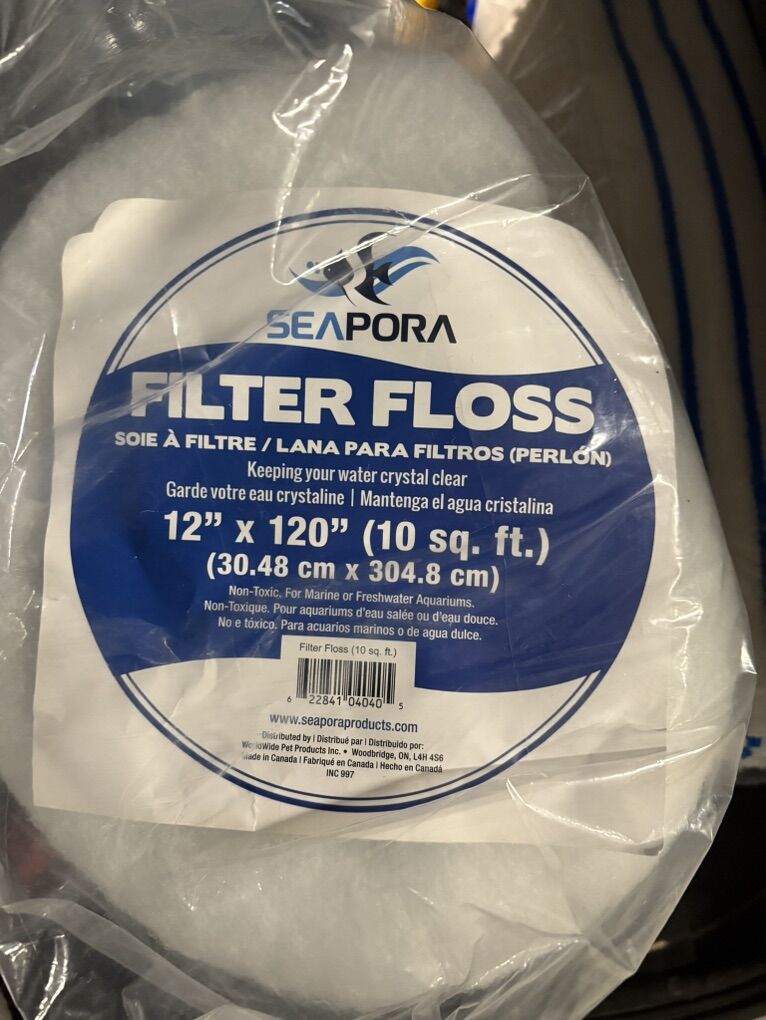 SEAPORA
FILTER FLOSS
SOIE À FILTRE / LANA PARA FILTROS (PERLÓN)
Keeping your water crystal clear
Garde votre eau crystaline | Mantenga el agua cristalina
12” x 120” (10 sq. ft.)
(30.48 cm x 304.8 cm)
Non-Toxic. For Marine or Freshwater Aquariums.
Non-Toxique. Pour aquariums d'eau salée ou d'eau douce.
No e tóxico. Para acuarios marinos o de agua dulce.
Filter Floss (10 sq. ft.)
6 22841 04040 5
www.seaporaproducts.com
Distributed by | Distribué par | Distribuido por:
WorldWide Pet Products Inc. • Woodbridge, ON, L4H 4S6
Made in Canada | Fabriqué en Canada | Hecho en Canadá
INC 997